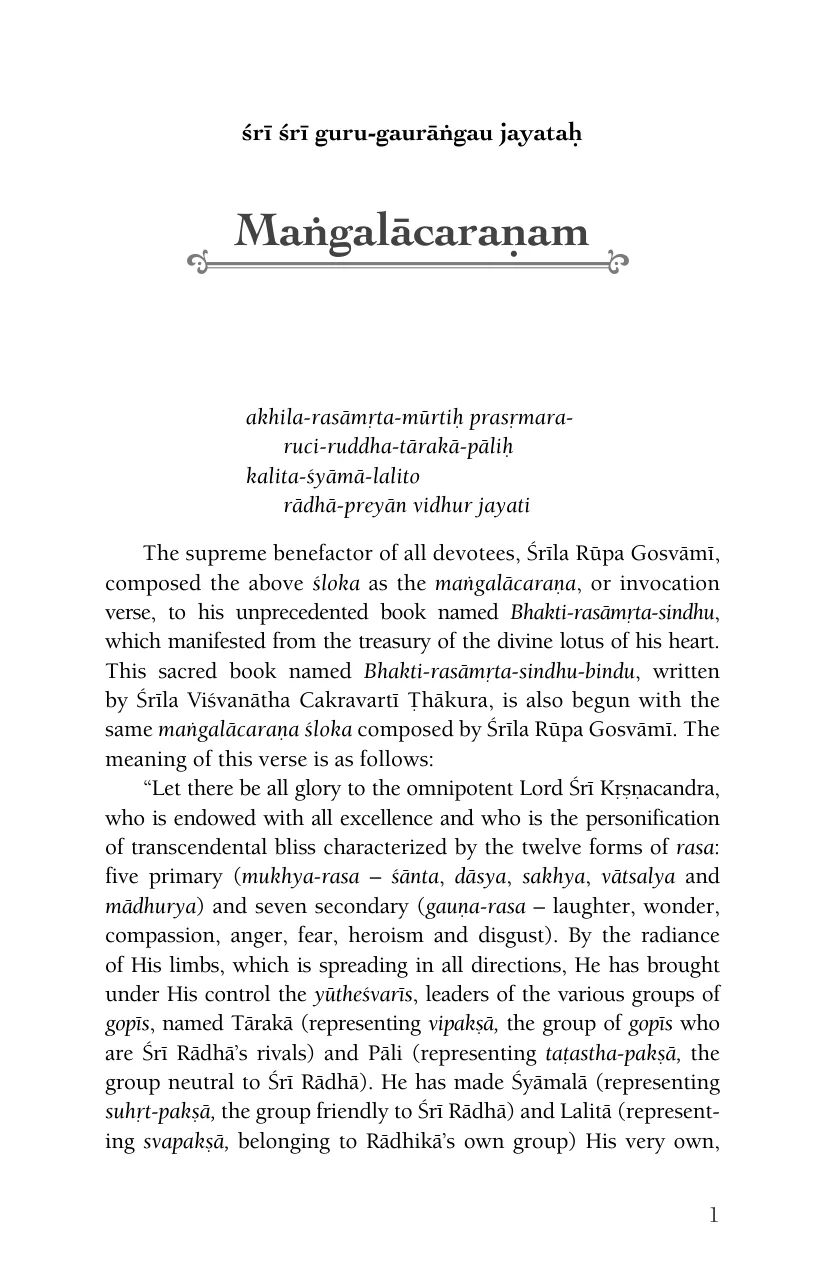 śrī śrī guru-gaurāṅgau jayataḥ
Maṅgalācaraṇam
akhila-rasāmṛta-mūrtiḥ prasṛmara-
ruci-ruddha-tārakā-pāliḥ
kalita-śyāmā-lalito
rādhā-preyān vidhur jayati
The supreme benefactor of all devotees, Śrīla Rūpa Gosvāmī,
composed the above śloka as the maṅgalācaraṇa, or invocation
verse, to his unprecedented book named Bhakti-rasāmṛta-sindhu,
which manifested from the treasury of the divine lotus of his heart.
This sacred book named Bhakti-rasāmṛta-sindhu-bindu, written
by Śrīla Viśvanātha Cakravartī Ṭhākura, is also begun with the
same maṅgalācaraṇa śloka composed by Śrīla Rūpa Gosvāmī. The
meaning of this verse is as follows:
“Let there be all glory to the omnipotent Lord Śrī Kṛṣṇacandra,
who is endowed with all excellence and who is the personification
of transcendental bliss characterized by the twelve forms of rasa:
five primary (mukhya-rasa – śānta, dāsya, sakhya, vātsalya and
mādhurya) and seven secondary (gauṇa-rasa – laughter, wonder,
compassion, anger, fear, heroism and disgust). By the radiance
of His limbs, which is spreading in all directions, He has brought
under His control the yūtheśvarīs, leaders of the various groups of
gopīs, named Tārakā (representing vipakṣā, the group of gopīs who
are Śrī Rādhā’s rivals) and Pāli (representing taṭastha-pakṣā, the
group neutral to Śrī Rādhā). He has made Śyāmalā (representing
suhṛt-pakṣā, the group friendly to Śrī Rādhā) and Lalitā (represent-
ing svapakṣā, belonging to Rādhikā’s own group) His very own,
1